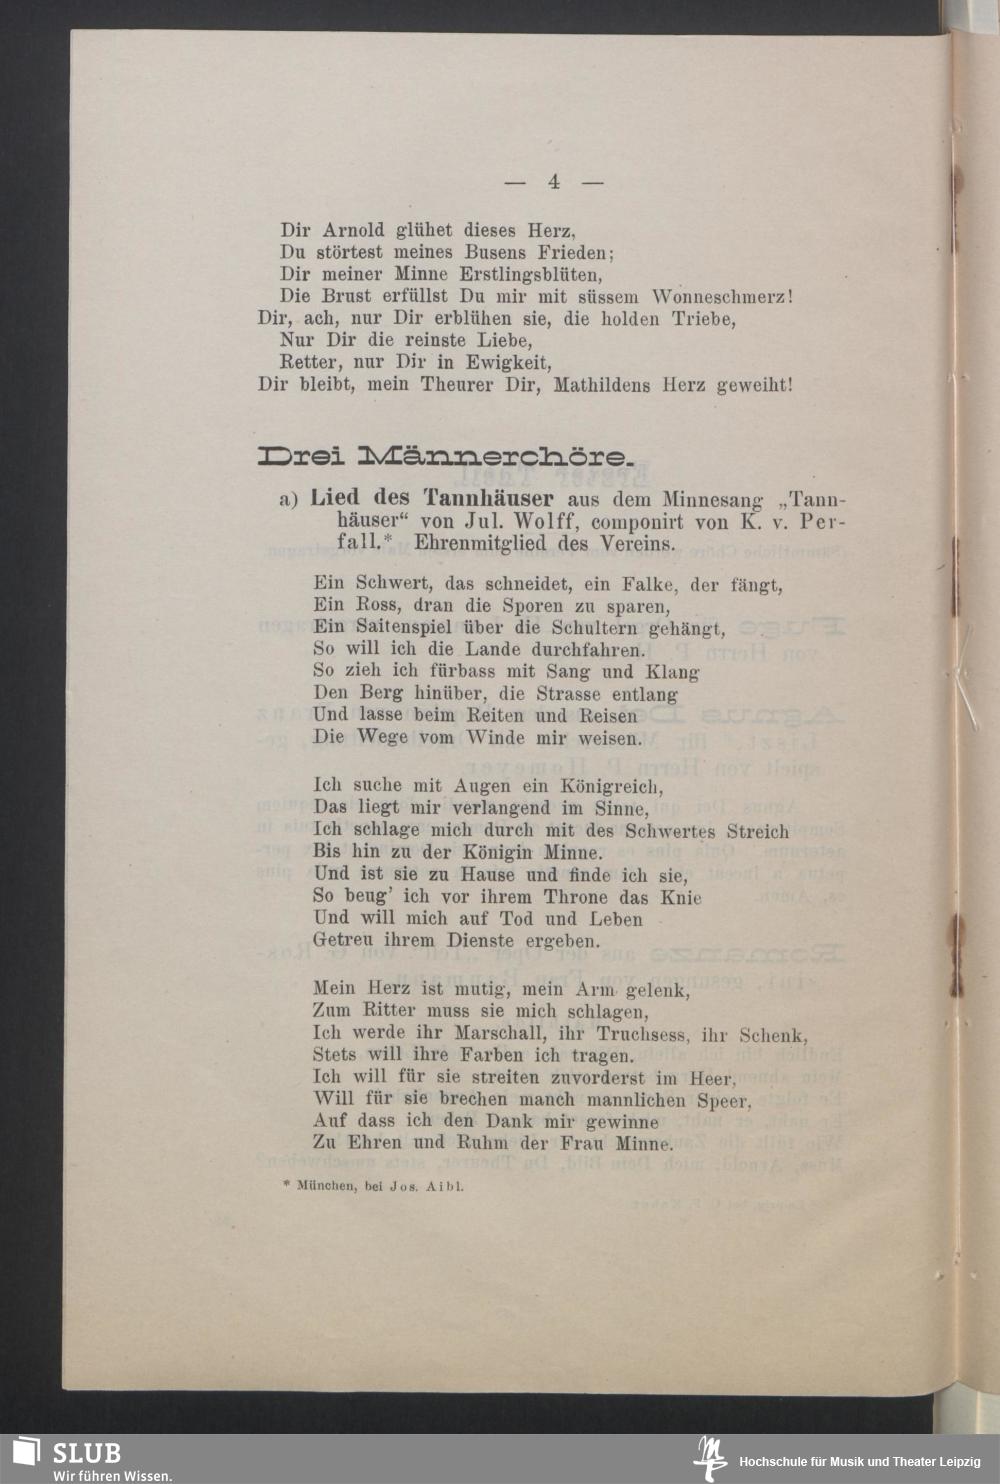 — 4 —
Dir Arnold glühet dieses Herz,
Du störtest meines Busens Frieden;
Dir meiner Minne Erstlingsblüten,
Die Brust erfüllst Du mir mit süssem Wonneschmerz!
Dir, ach, nur Dir erblühen sie, die holden Triebe,
Nur Dir die reinste Liebe,
Retter, nur Dir in Ewigkeit,
Dir bleibt, mein Theurer Dir, Mathildens Herz geweiht!
Drei Männerchöre.
a) Lied des Tannhäuser aus dem Minnesang „Tann-
häuser“ von Jul. Wolff, componirt von K. v. Per-
fall.* Ehrenmitglied des Vereins.
Ein Schwert, das schneidet, ein Falke, der fängt,
Ein Ross, dran die Sporen zu sparen,
Ein Saitenspiel über die Schultern gehängt,
So will ich die Lande durchfahren.
So zieh ich fürbass mit Sang und Klang
Den Berg hinüber, die Strasse entlang
Und lasse beim Reiten und Reisen
Die Wege vom Winde mir weisen.
Ich suche mit Augen ein Königreich,
Das liegt mir verlangend im Sinne,
Ich schlage mich durch mit des Schwertes Streich
Bis hin zu der Königin Minne.
Und ist sie zu Hause und finde ich sie,
So beug’ ich vor ihrem Throne das Knie
Und will mich auf Tod und Leben
Getreu ihrem Dienste ergeben.
Mein Herz ist mutig, mein Arm gelenk,
Zum Ritter muss sie mich schlagen,
Ich werde ihr Marschall, ihr Truchsess, ihr Schenk,
Stets will ihre Farben ich tragen.
Ich will für sie streiten zuvorderst im Heer,
Will für sie brechen manch mannlichen Speer,
Auf dass ich den Dank mir gewinne
Zu Ehren und Ruhm der Frau Minne.
* München, bei Jos. Aibl.
SLUB
Wir führen Wissen.
Hochschule für Musik und Theater Leipzig